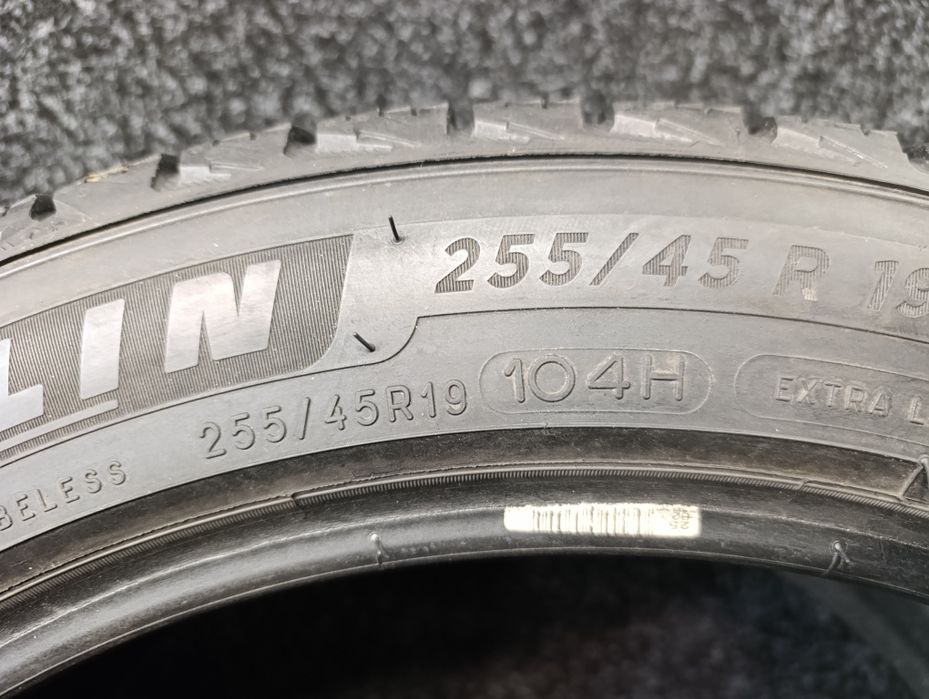 LIN
255/45 R 19
255/45R19 104H EXTRA L
BELESS